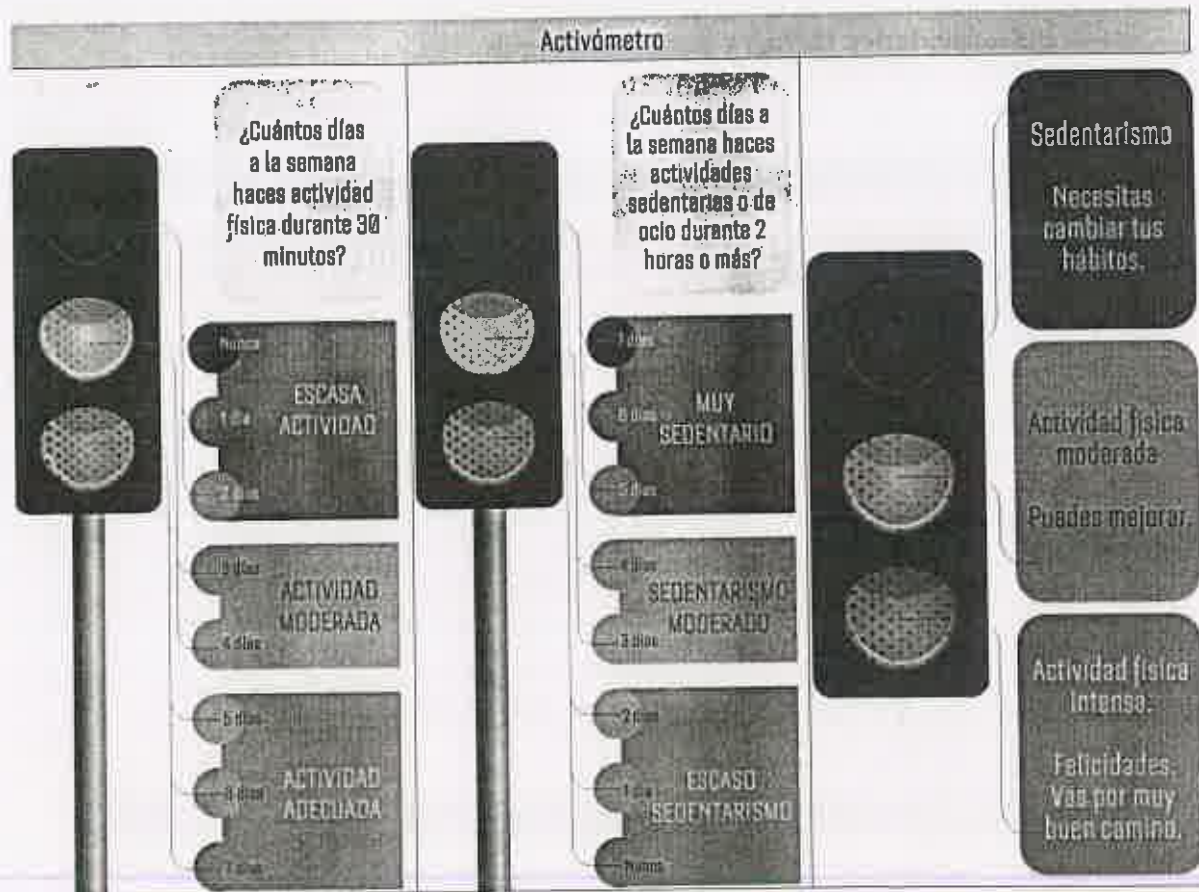 Activómetro
¿Cuántos días
a la semana
haces actividad
física durante 30
minutos?
Nunca
1 día
2 días
ESCASA
ACTIVIDAD
3 días
4 días
ACTIVIDAD
MODERADA
5 días
6 días
7 días
ACTIVIDAD
ADECUADA
¿Cuántos días a
la semana haces
actividades
sedentarias o de
ocio durante 2
horas o más?
7 días
6 días
5 días
MUY
SEDENTARIO
4 días
3 días
SEDENTARISMO
MODERADO
2 días
1 día
Nunca
ESCASO
SEDENTARISMO
Sedentarismo
Necesitas
cambiar tus
hábitos.
Actividad física
moderada
Puedes mejorar.
Actividad física
intensa.
Felicidades.
Vas por muy
buen camino.